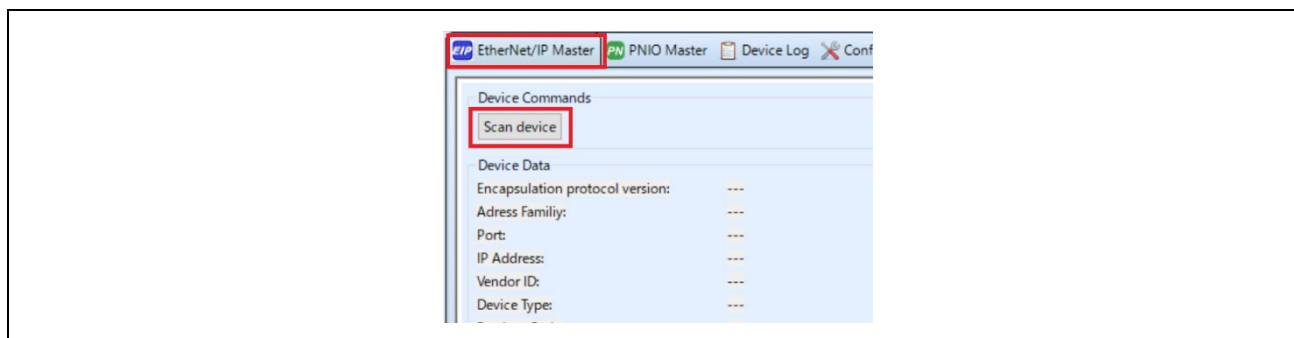 EIP EtherNet/IP Master PN PNIO Master Device Log Conf
Device Commands
Scan device
Device Data
Encapsulation protocol version: ---
Adress Familiy: ---
Port: ---
IP Address: ---
Vendor ID: ---
Device Type: ---